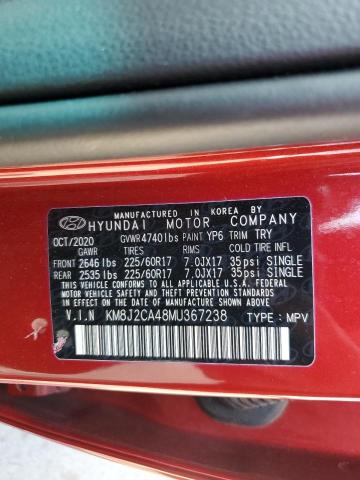 MANUFACTURED IN KOREA BY
HYUNDAI MOTOR COMPANY
OCT/2020 GVWR 4740lbs PAINT YP6 TRIM TRY
GAWR TIRES RIMS COLD TIRE INFL
FRONT 2646lbs 225/60R17 7.0JX17 35psi SINGLE
REAR 2535lbs 225/60R17 7.0JX17 35psi SINGLE
THIS VEHICLE CONFORMS TO ALL APPLICABLE U.S.A. FEDERAL MOTOR
VEHICLE SAFETY AND THEFT PREVENTION STANDARDS IN EFFECT
ON THE DATE OF MANUFACTURE SHOWN ABOVE
V.I.N KM8J2CA48MU367238 TYPE : MPV